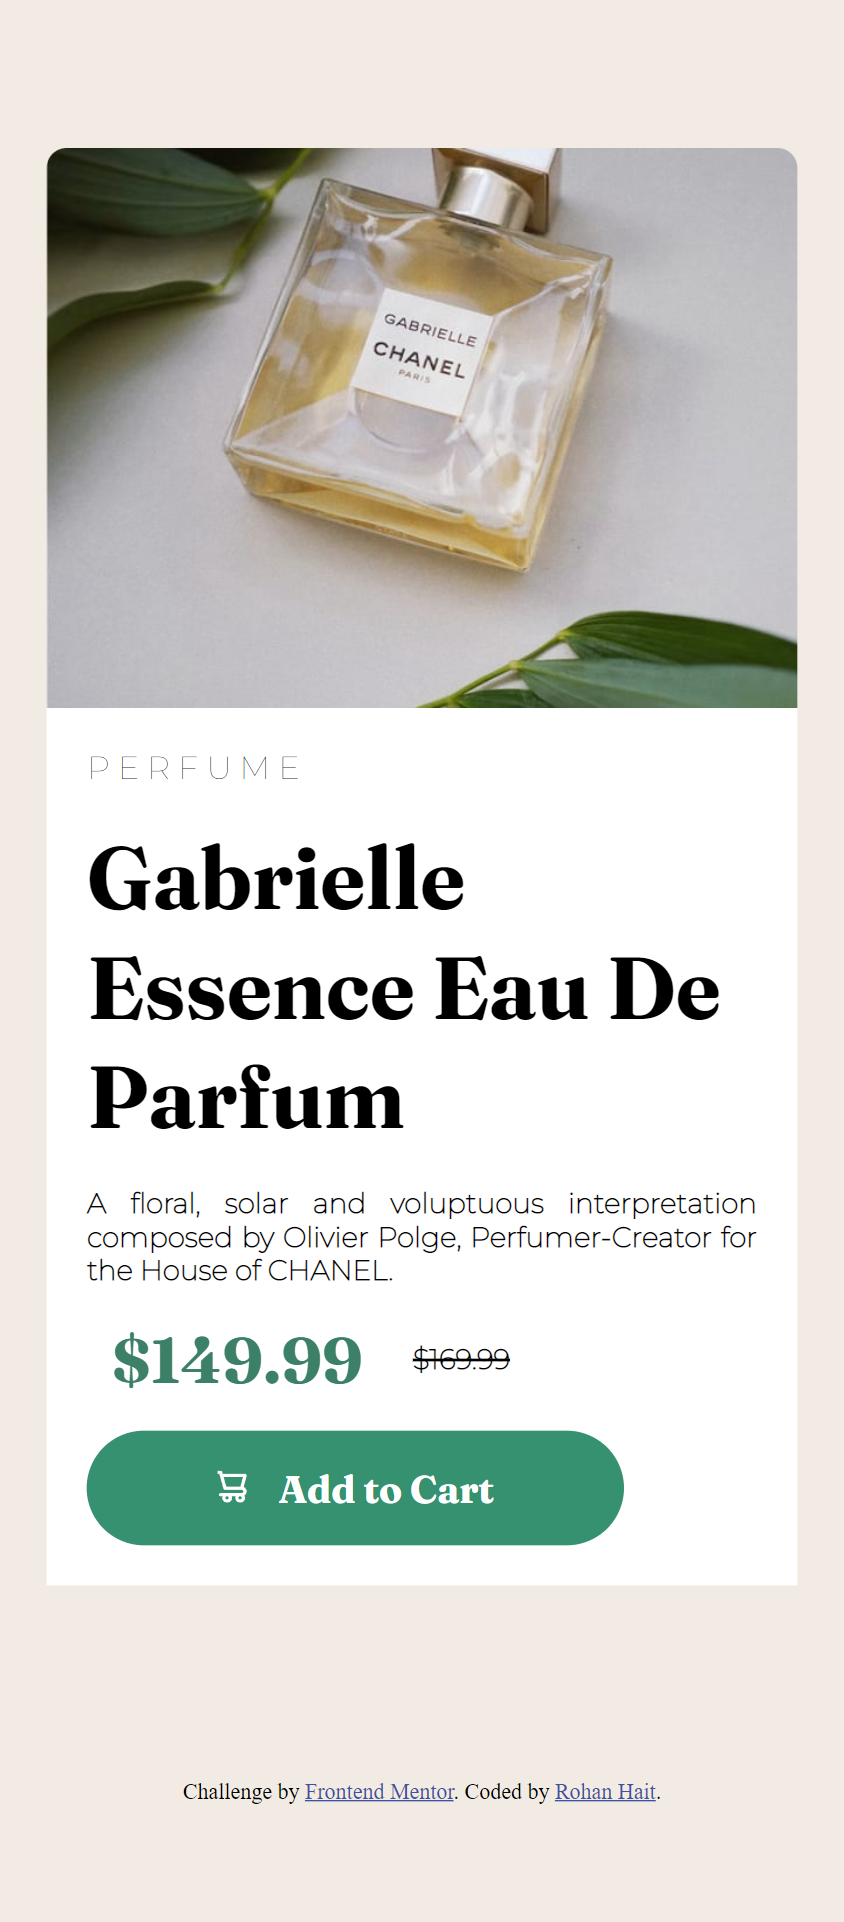 GABRIELLE
CHANEL
PARIS
PERFUME
Gabrielle
Essence Eau De
Parfum
A floral, solar and voluptuous interpretation
composed by Olivier Polge, Perfumer-Creator for
the House of CHANEL.
$149.99 $169.99
Add to Cart
Challenge by Frontend Mentor. Coded by Rohan Hait.